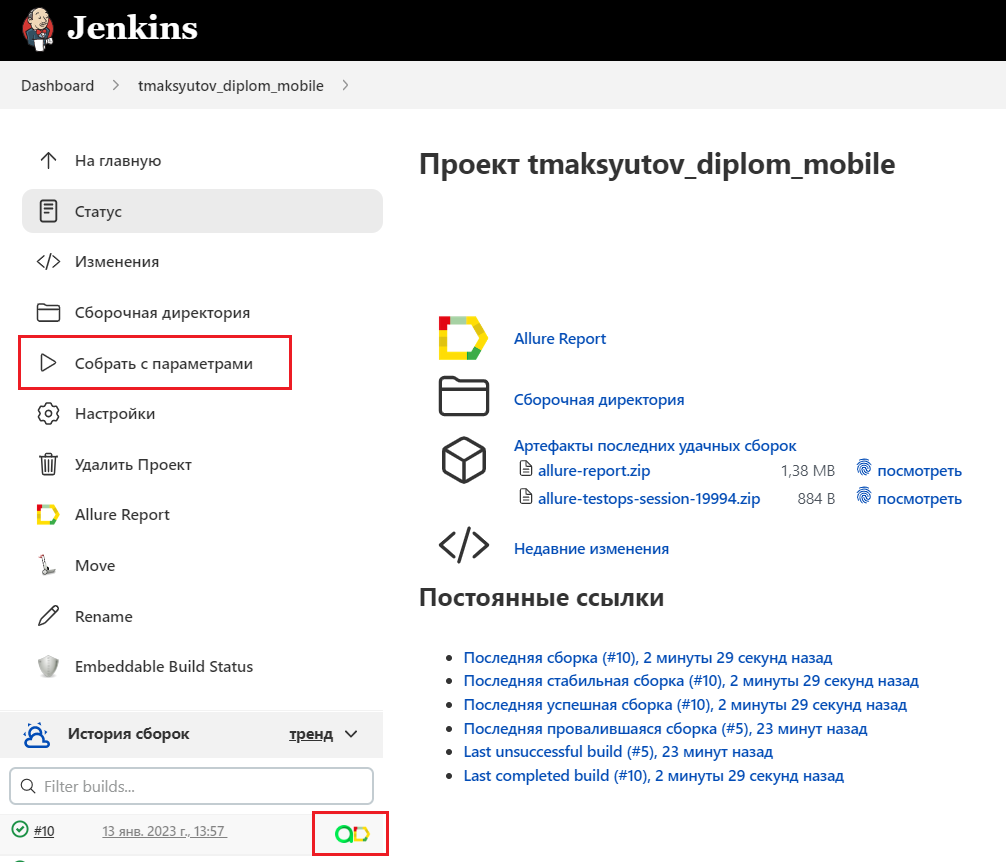 Jenkins
Dashboard
tmaksyutov_diplom_mobile
На главную
Статус
Изменения
Сборочная директория
Собрать с параметрами
Настройки
Удалить Проект
Allure Report
Move
Rename
Embeddable Build Status
История сборок тренд
Filter builds...
#10 13 янв. 2023 г., 13:57
Проект tmaksyutov_diplom_mobile
Allure Report
Сборочная директория
Артефакты последних удачных сборок
allure-report.zip 1,38 MB посмотреть
allure-testops-session-19994.zip 884 B посмотреть
Недавние изменения
Постоянные ссылки
Последняя сборка (#10), 2 минуты 29 секунд назад
Последняя стабильная сборка (#10), 2 минуты 29 секунд назад
Последняя успешная сборка (#10), 2 минуты 29 секунд назад
Последняя провалившаяся сборка (#5), 23 минут назад
Last unsuccessful build (#5), 23 минут назад
Last completed build (#10), 2 минуты 29 секунд назад